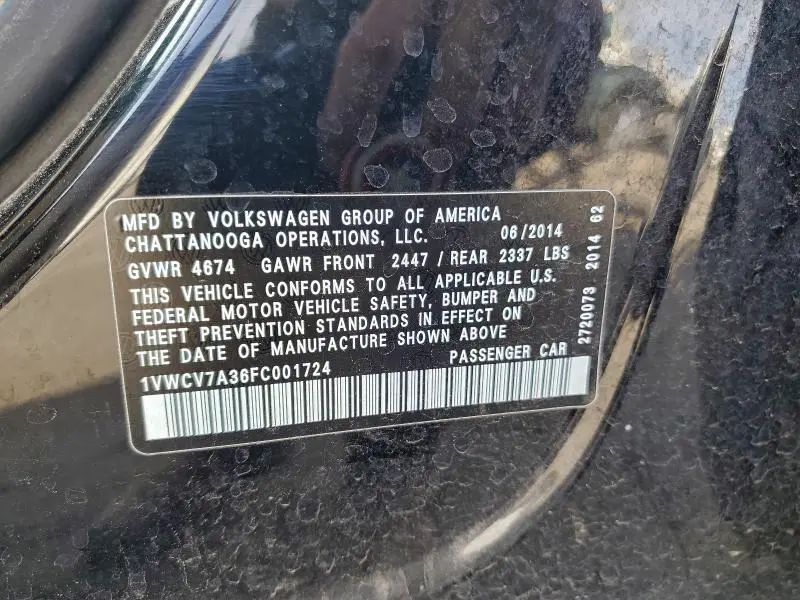 MFD BY VOLKSWAGEN GROUP OF AMERICA
CHATTANOOGA OPERATIONS, LLC. 06/2014
GVWR 4674 GAWR FRONT 2447 / REAR 2337 LBS
THIS VEHICLE CONFORMS TO ALL APPLICABLE U.S.
FEDERAL MOTOR VEHICLE SAFETY, BUMPER AND
THEFT PREVENTION STANDARDS IN EFFECT ON
THE DATE OF MANUFACTURE SHOWN ABOVE
1VWCV7A36FC001724 PASSENGER CAR
2720073 2014 62